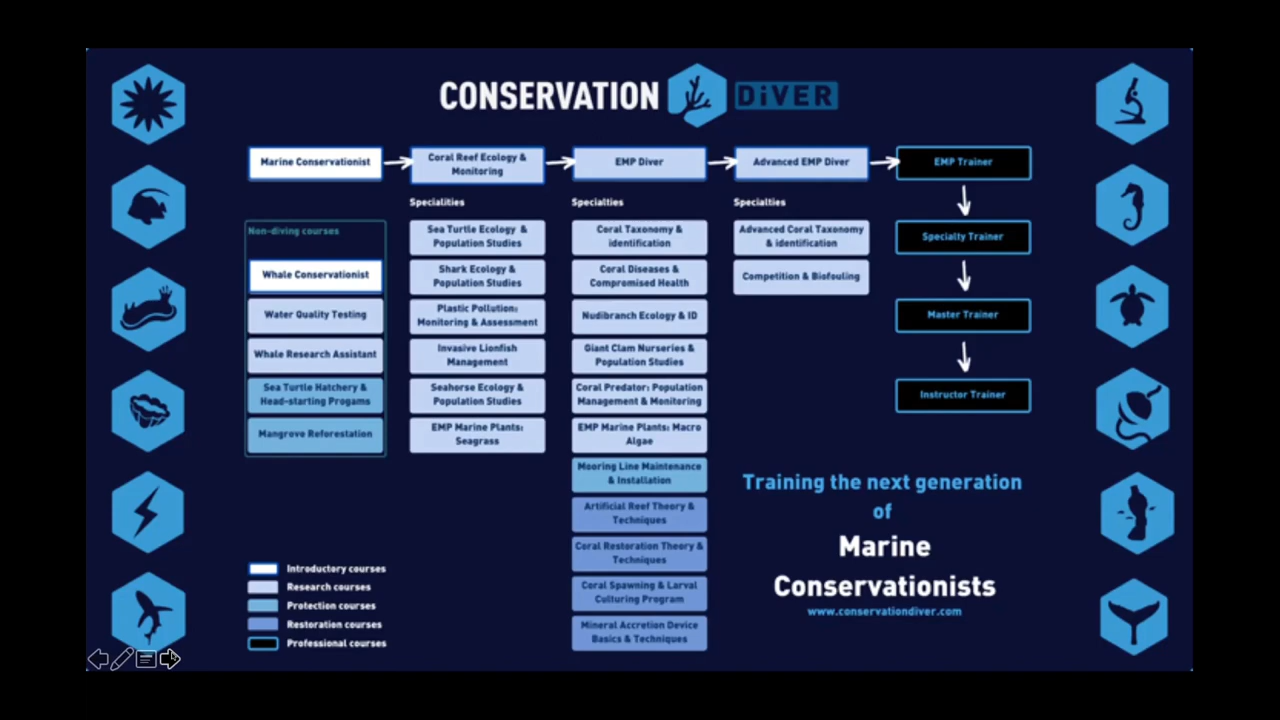 CONSERVATION DiVER
Marine Conservationist
Coral Reef Ecology &
Monitoring
EMP Diver
Advanced EMP Diver
EMP Trainer
Non-diving courses
Whale Conservationist
Water Quality Testing
Whale Research Assistant
Sea Turtle Hatchery &
Head-starting Progams
Mangrove Reforestation
Specialities
Sea Turtle Ecology &
Population Studies
Shark Ecology &
Population Studies
Plastic Pollution:
Monitoring & Assessment
Invasive Lionfish
Management
Seahorse Ecology &
Population Studies
EMP Marine Plants:
Seagrass
Specialties
Coral Taxonomy &
identification
Coral Diseases &
Compromised Health
Nudibranch Ecology & ID
Giant Clam Nurseries &
Population Studies
Coral Predator: Population
Management & Monitoring
EMP Marine Plants: Macro
Algae
Mooring Line Maintenance
& Installation
Artificial Reef Theory &
Techniques
Coral Restoration Theory &
Techniques
Coral Spawning & Larval
Culturing Program
Mineral Accretion Device
Basics & Techniques
Specialties
Advanced Coral Taxonomy
& identification
Competition & Biofouling
Specialty Trainer
Master Trainer
Instructor Trainer
Introductory courses
Research courses
Protection courses
Restoration courses
Professional courses
Training the next generation
of
Marine
Conservationists
www.conservationdiver.com